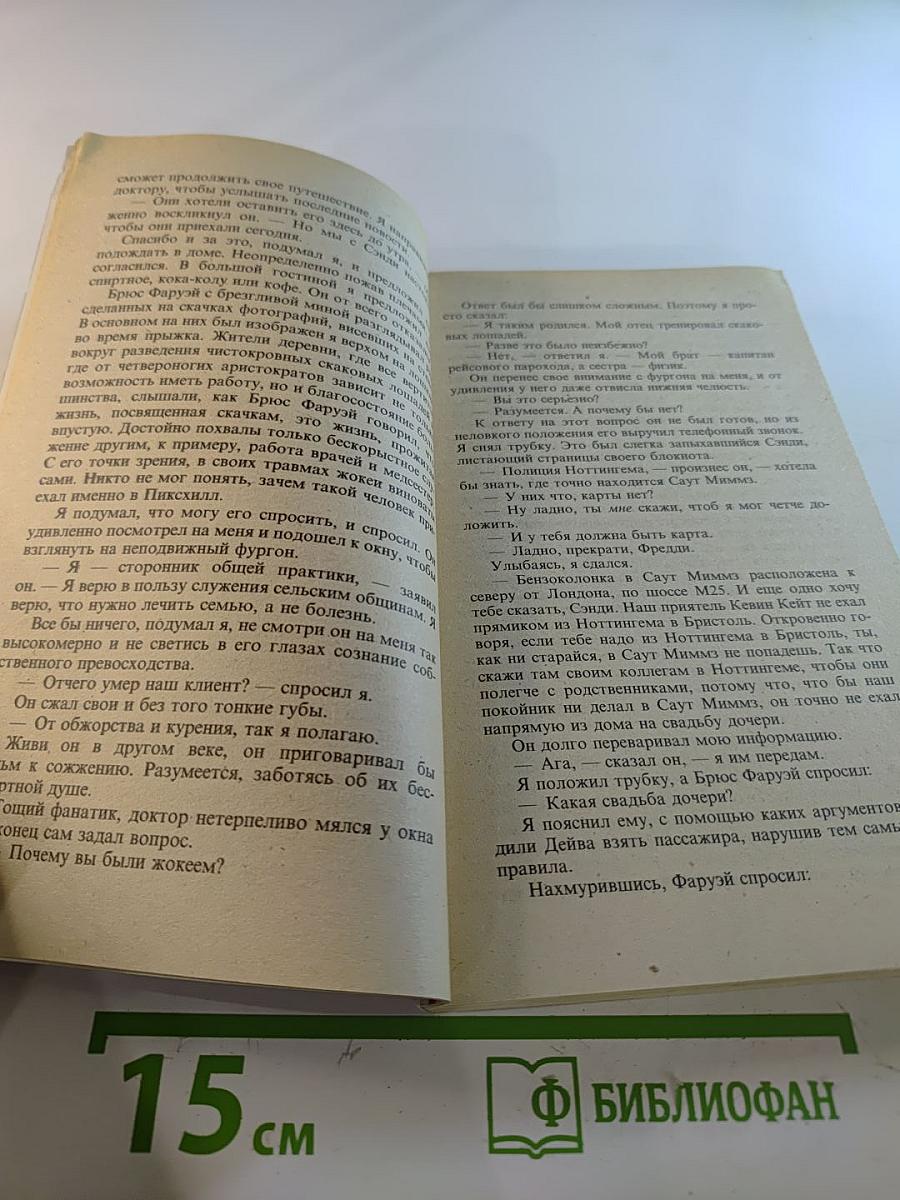 сможет продолжить свое путешествие. Я
доктору, чтобы услышать последние новости.
— Они хотели оставить его здесь до утра, —
женно воскликнул он. — Но мы с Сэнди
чтобы они приехали сегодня.
Спасибо и за это, подумал я, и предложил
подождать в доме. Неопределенно пожав плечами,
согласился. В большой гостиной я предложил
спиртное, кока-колу или кофе. Он от всего отказался.
Брюс Фаруэй с брезгливой миной разглядывал
сделанных на скачках фотографий, висевших на
В основном на них был изображен я верхом на
во время прыжка. Жители деревни, где все
вокруг разведения чистокровных скаковых лошадей,
где от четвероногих аристократов зависит не
возможность иметь работу, но и благосостояние
шинства, слышали, как Брюс Фаруэй говорил, что
жизнь, посвященная скачкам, это жизнь,
впустую. Достойно похвалы только бескорыстное
жение другим, к примеру, работа врачей и медсестер.
С его точки зрения, в своих травмах жокеи виноваты
сами. Никто не мог понять, зачем такой человек при-
ехал именно в Пиксхилл.
Я подумал, что могу его спросить, и спросил. Он
удивленно посмотрел на меня и подошел к окну, чтобы
взглянуть на неподвижный фургон.
— Я — сторонник общей практики, — заявил
он. — Я верю в пользу служения сельским общинам. Я
верю, что нужно лечить семью, а не болезнь.
Все бы ничего, подумал я, не смотри он на меня так
высокомерно и не светись в его глазах сознание соб-
ственного превосходства.
— Отчего умер наш клиент? — спросил я.
Он сжал свои и без того тонкие губы.
— От обжорства и курения, так я полагаю.
Живи он в другом веке, он приговаривал бы
ьм к сожжению. Разумеется, заботясь об их бес-
ртной душе.
Тощий фанатик, доктор нетерпеливо мялся у окна
конец сам задал вопрос.
Почему вы были жокеем?
Ответ был бы слишком сложным. Поэтому я про-
сто сказал:
— Я таким родился. Мой отец тренировал скако-
вых лошадей.
— Разве это было неизбежно?
— Нет, — ответил я. — Мой брат — капитан
рейсового парохода, а сестра — физик.
Он перенес свое внимание с фургона на меня, и от
удивления у него даже отвисла нижняя челюсть.
— Вы это серьезно?
— Разумеется. А почему бы нет?
К ответу на этот вопрос он не был готов, но из
неловкого положения его выручил телефонный звонок.
Я снял трубку. Это был слегка запыхавшийся Сэнди,
листающий страницы своего блокнота.
— Полиция Ноттингема, — произнес он, — хотела
бы знать, где точно находится Саут Миммз.
— У них что, карты нет?
— Ну ладно, ты мне скажи, чтоб я мог четче до-
ложить.
— И у тебя должна быть карта.
— Ладно, прекрати, Фредди.
Улыбаясь, я сдался.
— Бензоколонка в Саут Миммз расположена к
северу от Лондона, по шоссе М25. И еще одно хочу
тебе сказать, Сэнди. Наш приятель Кевин Кейт не ехал
прямиком из Ноттингема в Бристоль. Откровенно го-
воря, если тебе надо из Ноттингема в Бристоль, ты,
как ни старайся, в Саут Миммз не попадешь. Так что
скажи там своим коллегам в Ноттингеме, чтобы они
полегче с родственниками, потому что, что бы наш
покойник ни делал в Саут Миммз, он точно не ехал
напрямую из дома на свадьбу дочери.
Он долго переваривал мою информацию.
— Ага, — сказал он, — я им передам.
Я положил трубку, а Брюс Фаруэй спросил:
— Какая свадьба дочери?
Я пояснил ему, с помощью каких аргументов
дили Дейва взять пассажира, нарушив тем самы
правила.
Нахмурившись, Фаруэй спросил:
15 см
Ф БИБЛИОФАН